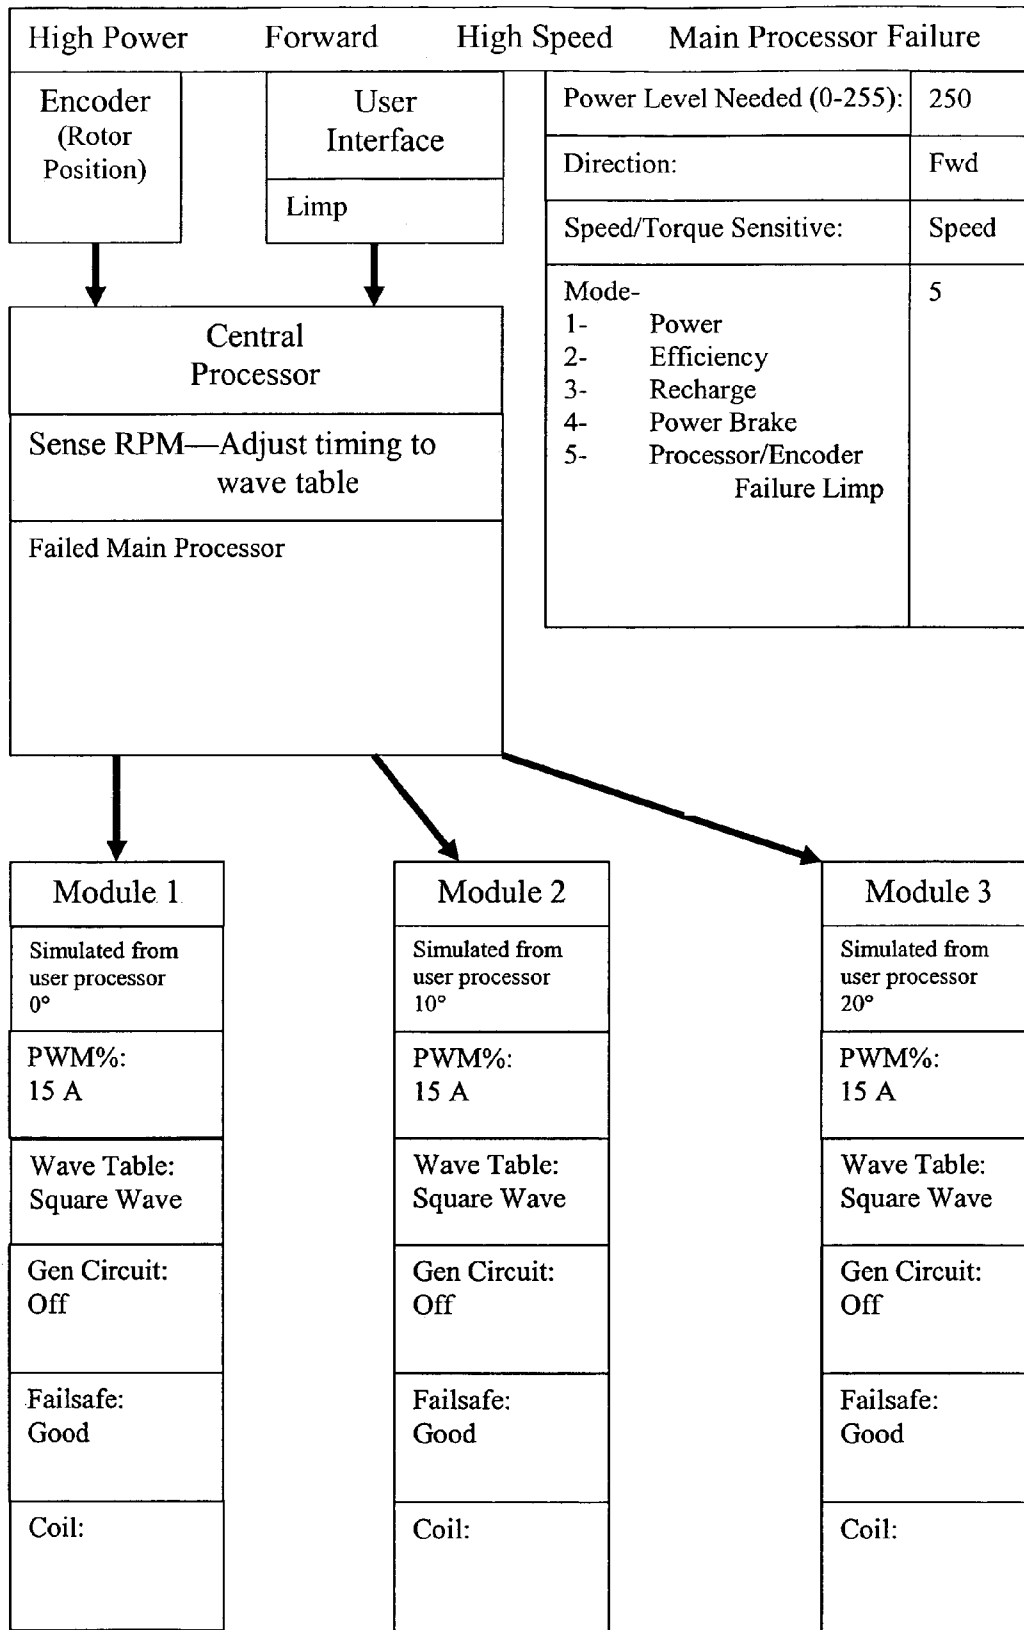 High Power Forward High Speed Main Processor Failure
Encoder
(Rotor
Position)
User
Interface
Limp
Power Level Needed (0-255): 250
Direction: Fwd
Speed/Torque Sensitive: Speed
Mode- 5
1- Power
2- Efficiency
3- Recharge
4- Power Brake
5- Processor/Encoder
Failure Limp
Central
Processor
Sense RPM—Adjust timing to
wave table
Failed Main Processor
Module 1
Simulated from
user processor
0°
PWM%:
15 A
Wave Table:
Square Wave
Gen Circuit:
Off
Failsafe:
Good
Coil:
Module 2
Simulated from
user processor
10°
PWM%:
15 A
Wave Table:
Square Wave
Gen Circuit:
Off
Failsafe:
Good
Coil:
Module 3
Simulated from
user processor
20°
PWM%:
15 A
Wave Table:
Square Wave
Gen Circuit:
Off
Failsafe:
Good
Coil: